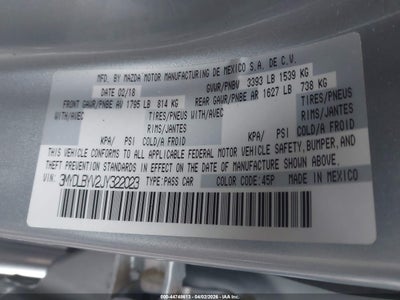 MFD. BY MAZDA MOTOR MANUFACTURING DE MEXICO S.A. DE C.V.
DATE 02/18 GVWR/PNBV 3393 LB 1539 KG
FRONT GAWR/PNBE AV 1795 LB 814 KG REAR GAWR/PNBE AR 1627 LB 738 KG
WITH/AVEC TIRES/PNEUS WITH/AVEC TIRES/PNEUS
RIMS/JANTES RIMS/JANTES
KPA/ PSI COLD/A FROID KPA/ PSI COLD/A FROID
THIS VEHICLE CONFORMS TO ALL APPLICABLE FEDERAL MOTOR VEHICLE SAFETY, BUMPER, AND
THEFT PREVENTION STANDARDS IN EFFECT ON THE DATE OF MANUFACTURE SHOWN ABOVE.
VIN: 3MYDLBYV2JY322023 TYPE: PASS CAR COLOR CODE: 45P MADE IN MEXICO
800-44748613 - 04/02/2026 - IAA Inc.